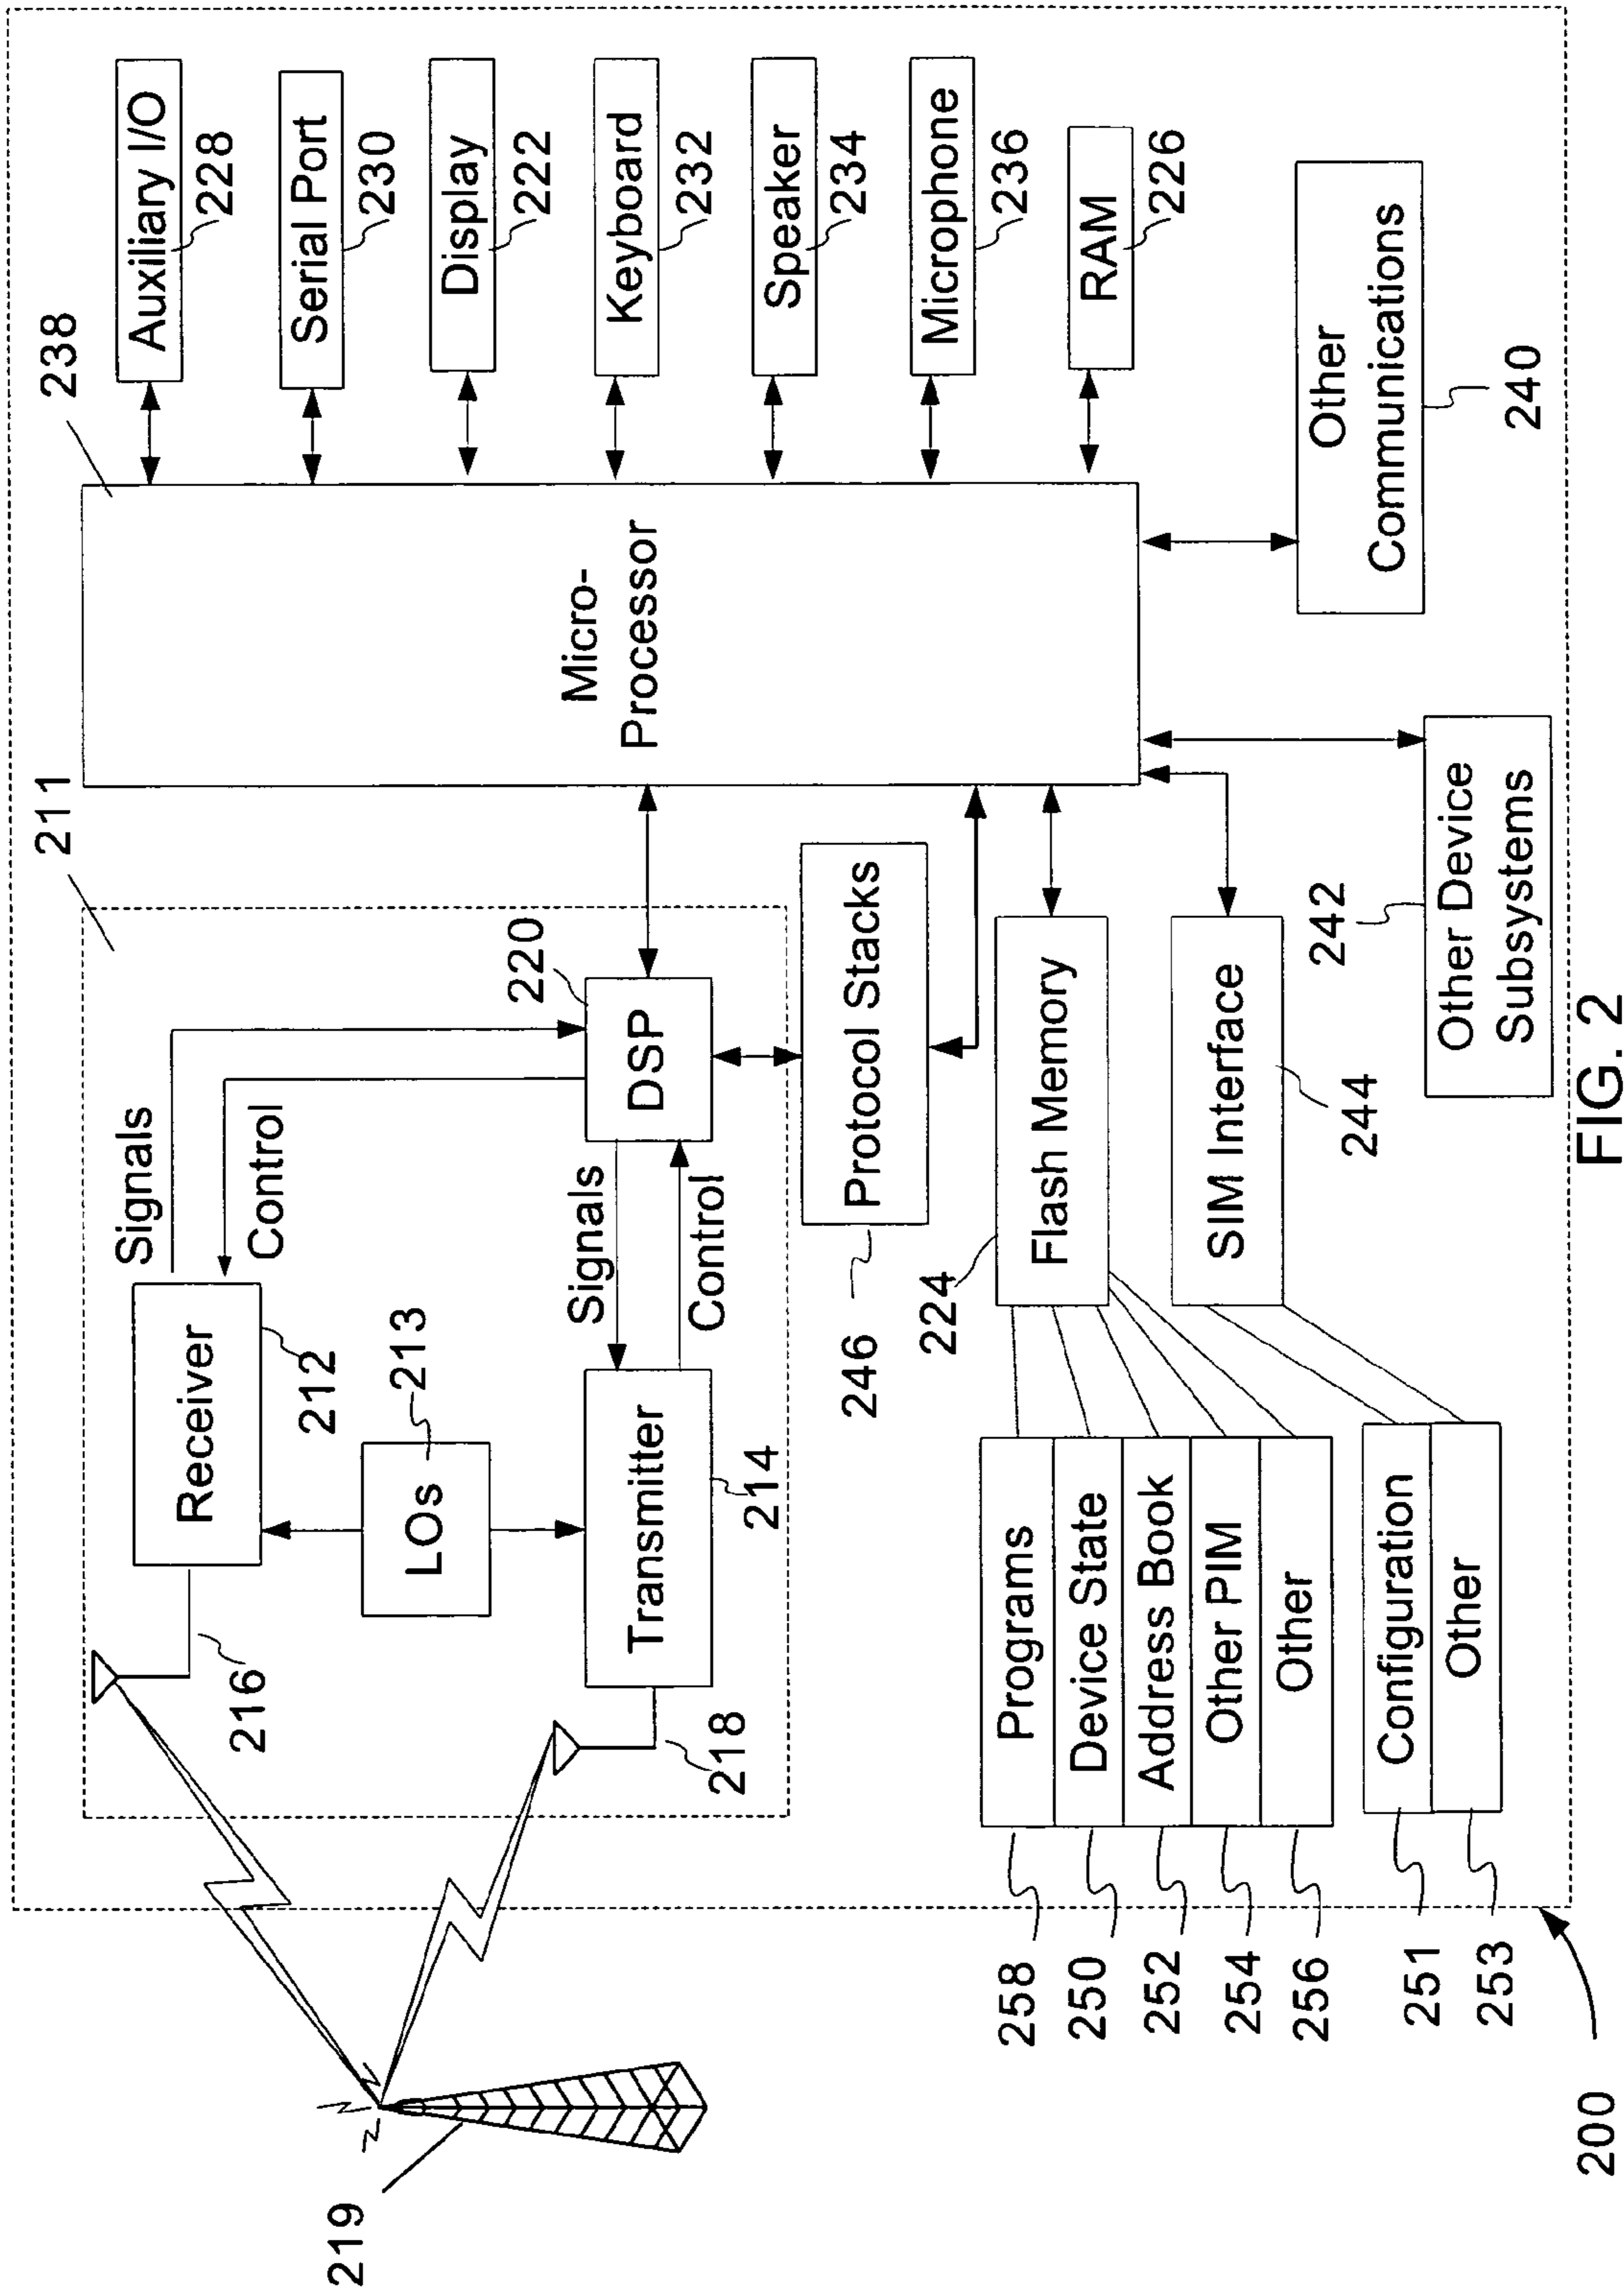 211
238
216
Receiver
212
Signals
Control
LOs
213
218
Transmitter
214
Signals
Control
DSP
220
Micro-
Processor
Auxiliary I/O
228
Serial Port
230
Display
222
Keyboard
232
Speaker
234
Microphone
236
RAM
226
Other
Communications
240
219
246
Protocol Stacks
224
Flash Memory
SIM Interface
244
Other Device
Subsystems
242
258
Programs
250
Device State
252
Address Book
254
Other PIM
256
Other
251
Configuration
253
Other
200
FIG. 2